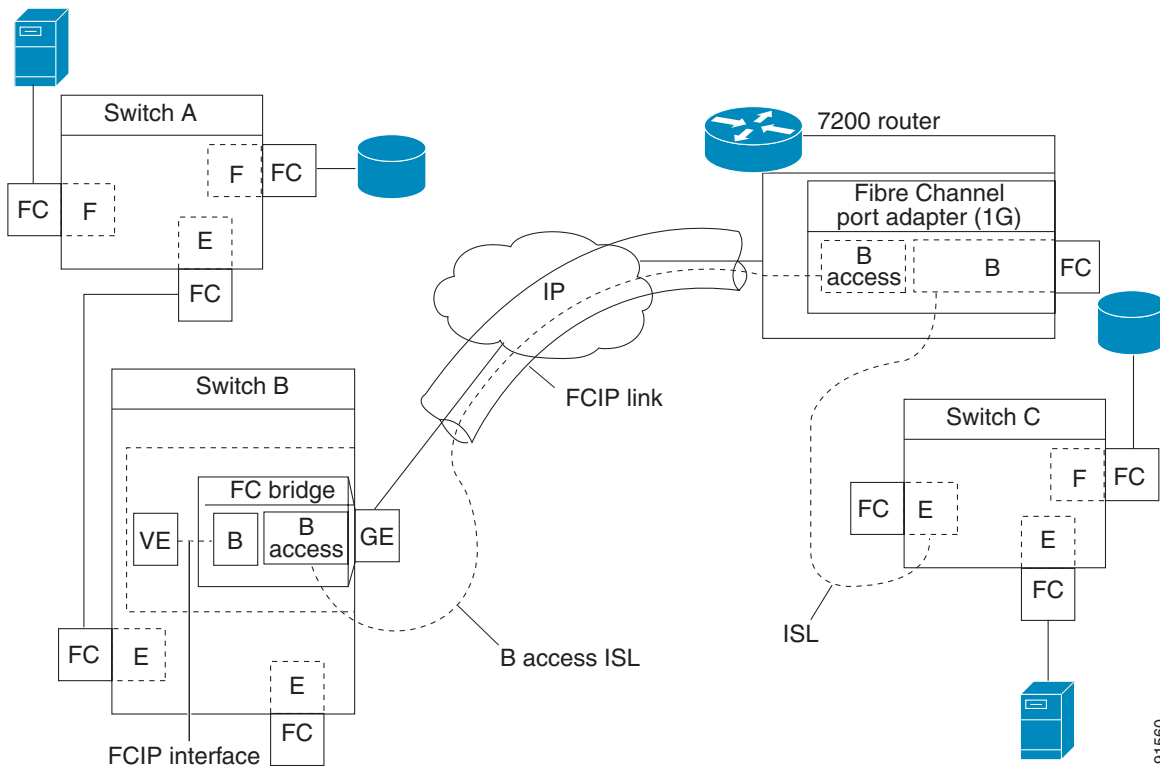 Switch A
F
FC
FC
F
E
FC
7200 router
Fibre Channel
port adapter (1G)
B
access
B
FC
IP
FCIP link
Switch B
FC bridge
VE
B
B
access
GE
Switch C
F
FC
FC
E
E
FC
FC
E
E
FC
B access ISL
ISL
FCIP interface
91560